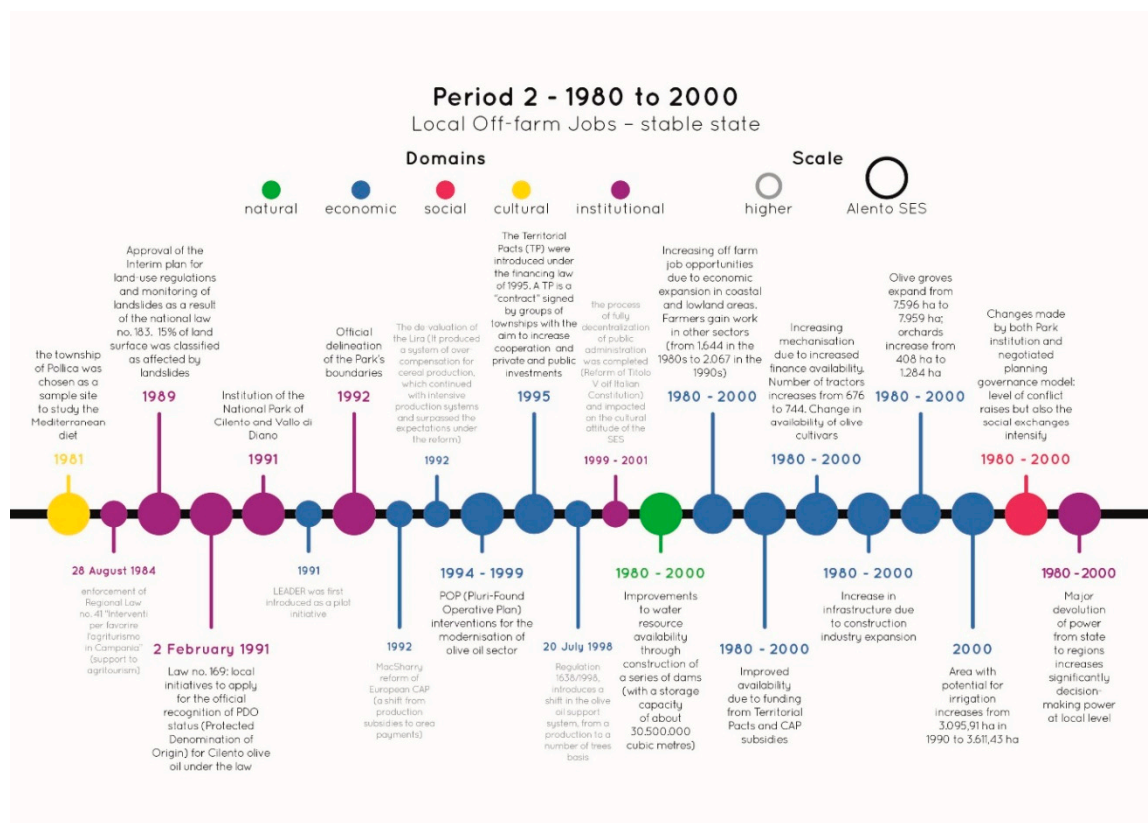 Period 2 - 1980 to 2000
Local Off-farm Jobs – stable state
Domains
Scale
natural
economic
social
cultural
institutional
higher
Alento SES
the township
of Pollica was
chosen as a
sample site
to study the
Mediterranean
diet
1981
28 August 1984
enforcement of
Regional Law
no. 41 "Interventi
per favorire
l'agriturismo
in Campania"
(support to
agritourism)
Approval of the
Interim plan for
land-use regulations
and monitoring of
landslides as a result
of the national law
no. 183. 15% of land
surface was classified
as affected by
landslides
1989
2 February 1991
Law no. 169; local
initiatives to apply
for the official
recognition of PDO
status (Protected
Denomination of
Origin) for Cilento olive
oil under the law
Institution of the
National Park of
Cilento and Vallo di
Diano
1991
1991
LEADER was first
introduced as a pilot
initiative
Official
delineation
of the Park's
boundaries
1992
1992
MacSharry
reform of
European CAP
(a shift from
production
subsidies to area
payments)
The de valuation of
the Lira (It produced
a system of over
compensation for
cereal production,
which continued
with intensive
production systems
and surpassed the
expectations under
the reform)
1992
1994 - 1999
POP (Pluri-Found
Operative Plan)
interventions for the
modernisation of
olive oil sector
The Territorial
Pacts (TP) were
introduced under
the financing law
of 1995. A TP is a
"contract" signed
by groups of
townships with the
aim to increase
cooperation and
private and public
investments
1995
20 July 1998
Regulation
1638/1998,
introduces a
shift in the olive
oil support
system, from a
production to a
number of trees
basis
the process
of fully
decentralization
of public
administration
was completed
(Reform of Titolo
V oif Italian
Constitution)
and impacted
on the cultural
attitude of the
SES
1999 - 2001
1980 - 2000
Improvements
to water
resource
availability
through
construction of
a series of dams
(with a storage
capacity
of about
30.500.000
cubic metres)
Increasing off farm
job opportunities
due to economic
expansion in coastal
and lowland areas.
Farmers gain work
in other sectors
(from 1.644 in the
1980s to 2.067 in the
1990s)
1980 - 2000
1980 - 2000
Improved
availability
due to funding
from Territorial
Pacts and CAP
subsidies
Increasing
mechanisation
due to increased
finance availability.
Number of tractors
increases from 676
to 744. Change in
availability of olive
cultivars
1980 - 2000
1980 - 2000
Increase in
infrastructure due
to construction
industry expansion
Olive groves
expand from
7.596 ha to
7.959 ha;
orchards
increase from
408 ha to
1.284 ha
1980 - 2000
2000
Area with
potential for
irrigation
increases from
3.095,91 ha in
1990 to 3.611,43 ha
Changes made
by both Park
institution and
negotiated
planning
governance model:
level of conflict
raises but also the
social exchanges
intensify
1980 - 2000
1980 -2000
Major
devolution
of power
from state
to regions
increases
significantly
decision-
making power
at local level